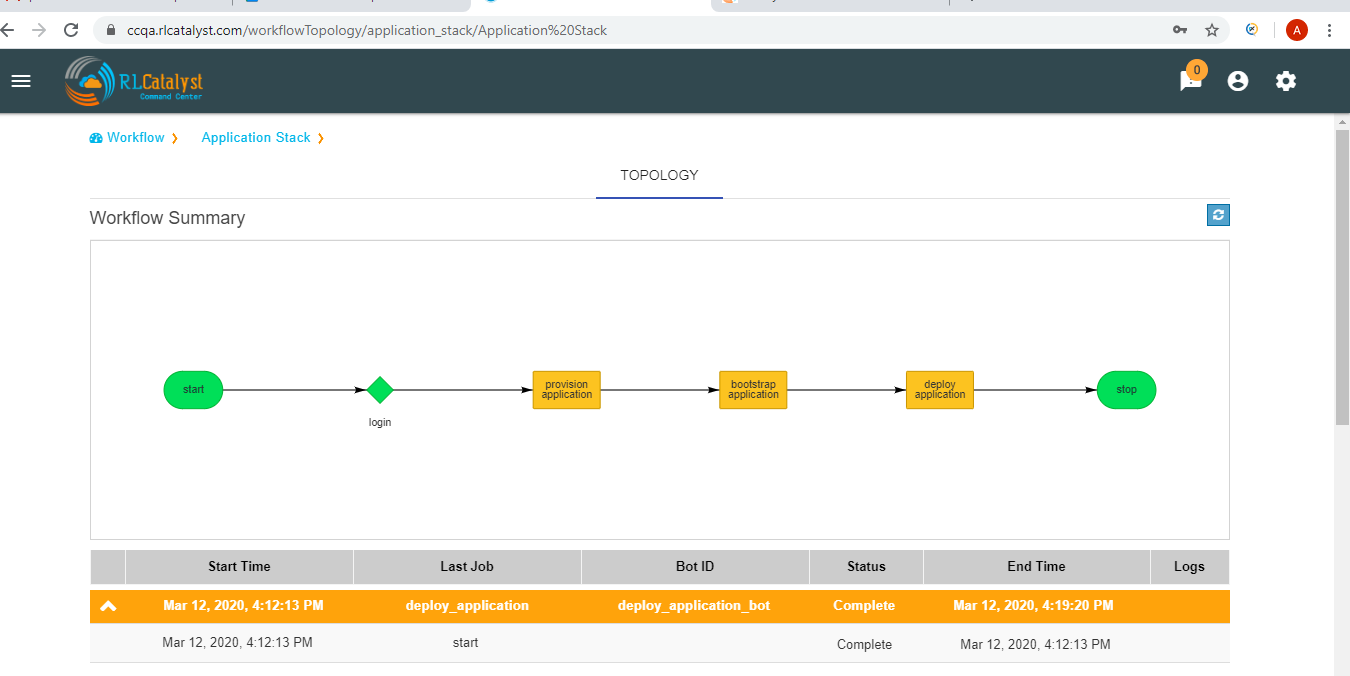 ccqa.rlcatalyst.com/workflowTopology/application_stack/Application%20Stack
A
RLCatalyst
Command Center
0
Workflow ❯ Application Stack ❯
TOPOLOGY
Workflow Summary
start
login
provision
application
bootstrap
application
deploy
application
stop
Start Time Last Job Bot ID Status End Time Logs
Mar 12, 2020, 4:12:13 PM deploy_application deploy_application_bot Complete Mar 12, 2020, 4:19:20 PM
Mar 12, 2020, 4:12:13 PM start Complete Mar 12, 2020, 4:12:13 PM